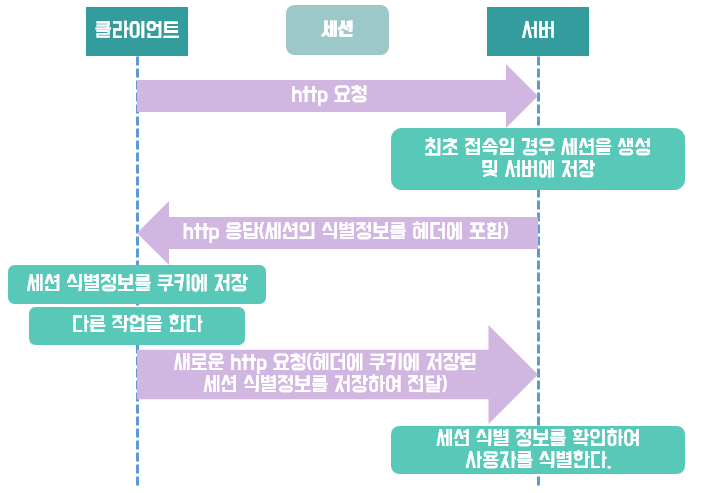 클라이언트
세션
서버
http 요청
최초 접속일 경우 세션을 생성
및 서버에 저장
http 응답(세션의 식별정보를 헤더에 포함)
세션 식별정보를 쿠키에 저장
다른 작업을 한다
새로운 http 요청(헤더에 쿠키에 저장된
세션 식별정보를 저장하여 전달)
세션 식별 정보를 확인하여
사용자를 식별한다.